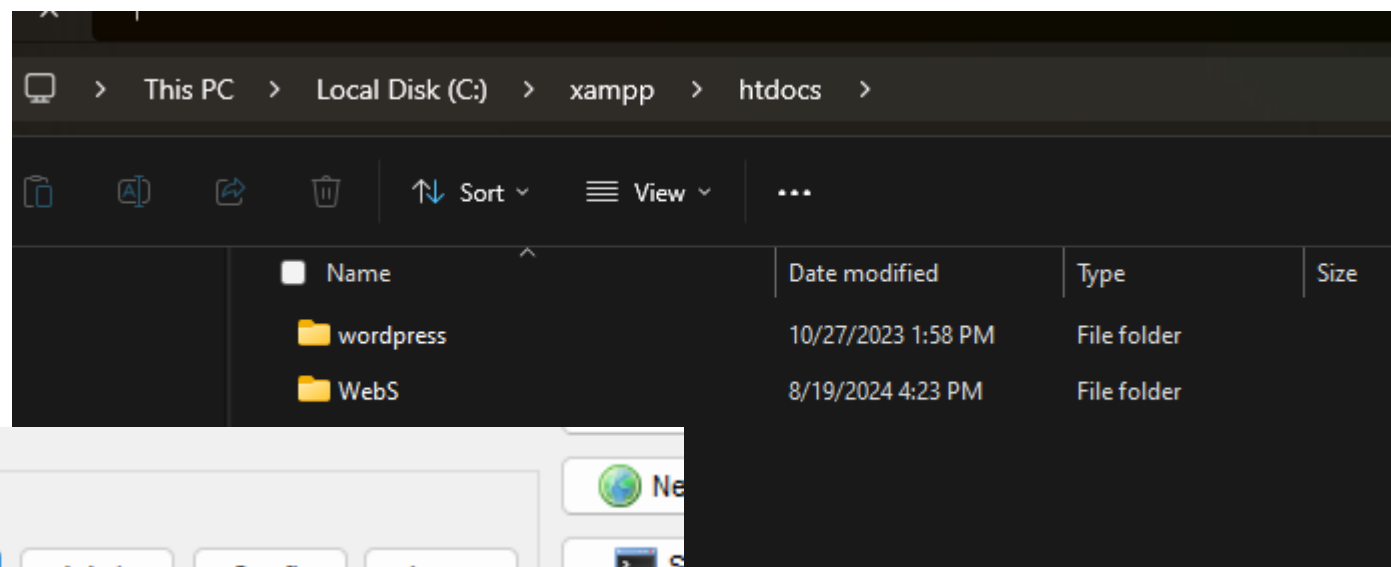 This PC > Local Disk (C:) > xampp > htdocs >
Sort View ...
Name Date modified Type Size
wordpress 10/27/2023 1:58 PM File folder
WebS 8/19/2024 4:23 PM File folder
Ne